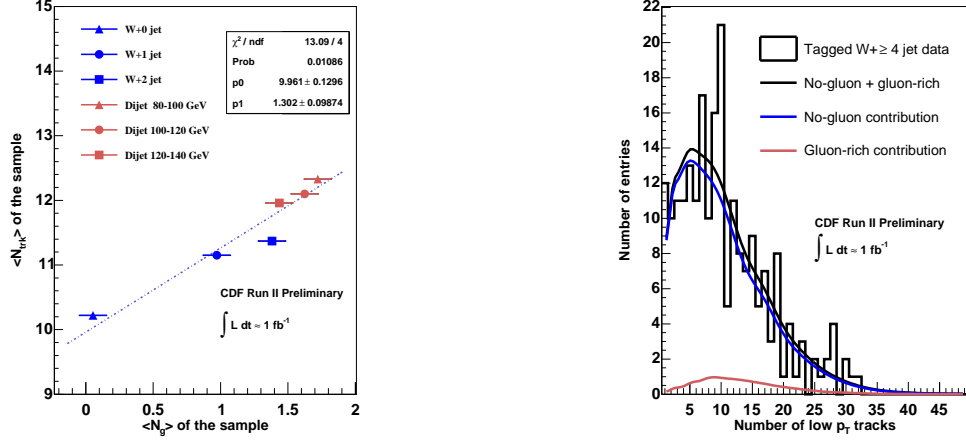 15
14
13
12
11
10
9
<N_trk> of the sample
W+0 jet
W+1 jet
W+2 jet
Dijet 80-100 GeV
Dijet 100-120 GeV
Dijet 120-140 GeV
χ² / ndf 13.09 / 4
Prob 0.01086
p0 9.961 ± 0.1296
p1 1.302 ± 0.09874
CDF Run II Preliminary
∫ L dt ≈ 1 fb⁻¹
0 0.5 1 1.5 2
<N_g> of the sample
22
20
18
16
14
12
10
8
6
4
2
0
Number of entries
Tagged W+≥ 4 jet data
No-gluon + gluon-rich
No-gluon contribution
Gluon-rich contribution
CDF Run II Preliminary
∫ L dt ≈ 1 fb⁻¹
5 10 15 20 25 30 35 40 45
Number of low p_T tracks